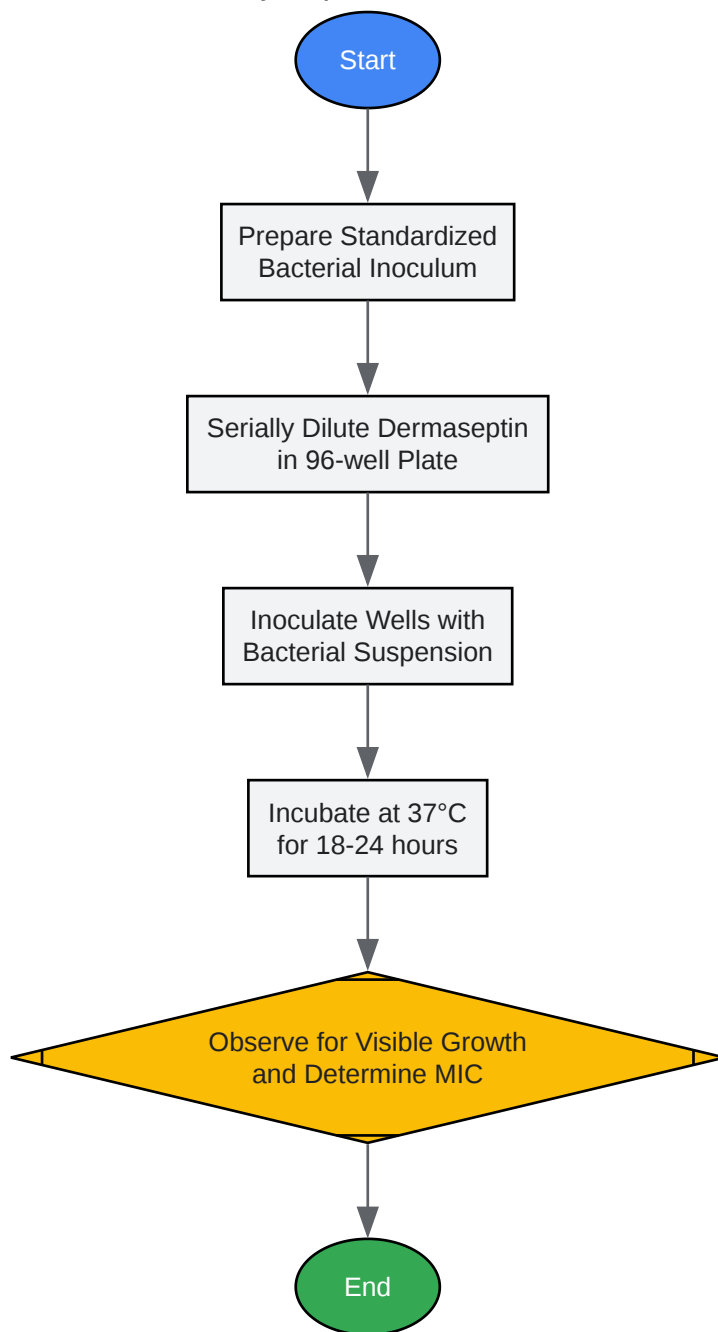 Start
Prepare Standardized
Bacterial Inoculum
Serially Dilute Dermaseptin
in 96-well Plate
Inoculate Wells with
Bacterial Suspension
Incubate at 37°C
for 18-24 hours
Observe for Visible Growth
and Determine MIC
End